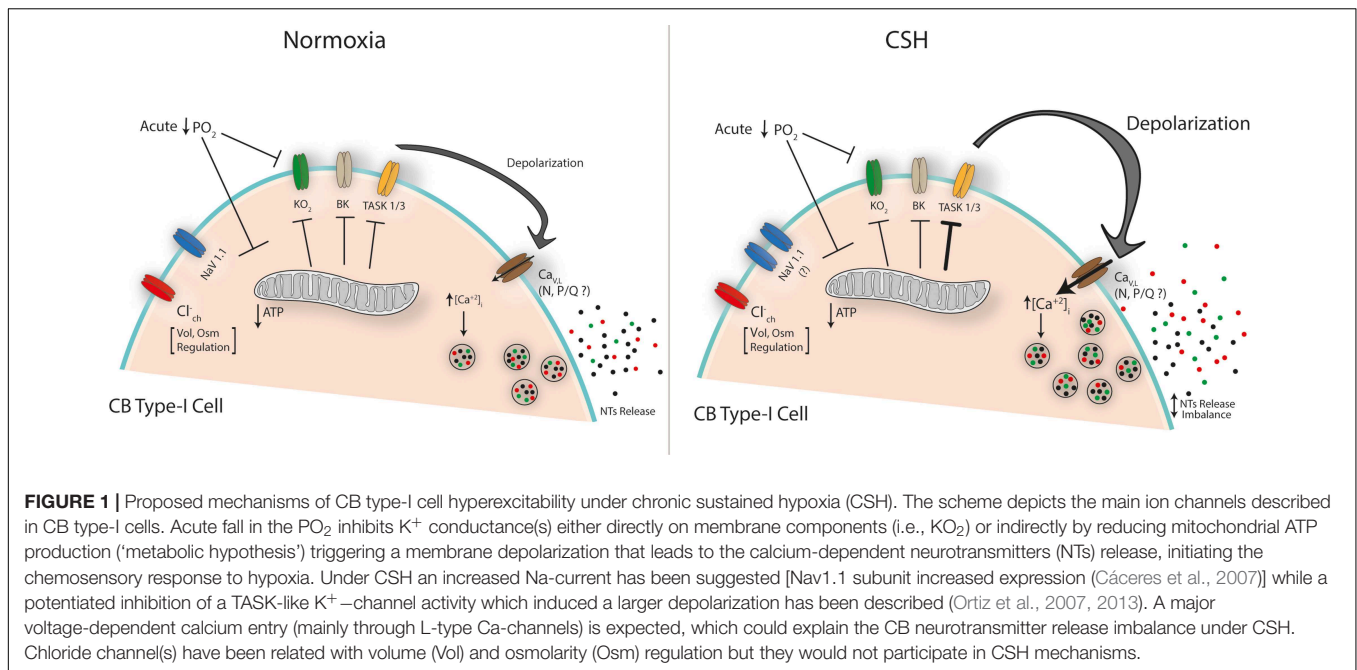 Normoxia
Acute ↓ PO₂
Depolarization
KO₂
BK
TASK 1/3
NaV 1.1
Cl⁻ch
[Vol, Osm
Regulation]
↓ ATP
↑ [Ca⁺²]i
CaV,L
(N, P/Q ?)
NTs Release
CB Type-I Cell
CSH
Acute ↓ PO₂
Depolarization
KO₂
BK
TASK 1/3
NaV 1.1
(?)
Cl⁻ch
[Vol, Osm
Regulation]
↓ ATP
↑ [Ca⁺²]i
CaV,L
(N, P/Q ?)
↕ NTs Release
Imbalance
CB Type-I Cell
FIGURE 1 | Proposed mechanisms of CB type-I cell hyperexcitability under chronic sustained hypoxia (CSH). The scheme depicts the main ion channels described
in CB type-I cells. Acute fall in the PO₂ inhibits K⁺ conductance(s) either directly on membrane components (i.e., KO₂) or indirectly by reducing mitochondrial ATP
production (‘metabolic hypothesis’) triggering a membrane depolarization that leads to the calcium-dependent neurotransmitters (NTs) release, initiating the
chemosensory response to hypoxia. Under CSH an increased Na-current has been suggested [Nav1.1 subunit increased expression (Cáceres et al., 2007)] while a
potentiated inhibition of a TASK-like K⁺−channel activity which induced a larger depolarization has been described (Ortiz et al., 2007, 2013). A major
voltage-dependent calcium entry (mainly through L-type Ca-channels) is expected, which could explain the CB neurotransmitter release imbalance under CSH.
Chloride channel(s) have been related with volume (Vol) and osmolarity (Osm) regulation but they would not participate in CSH mechanisms.